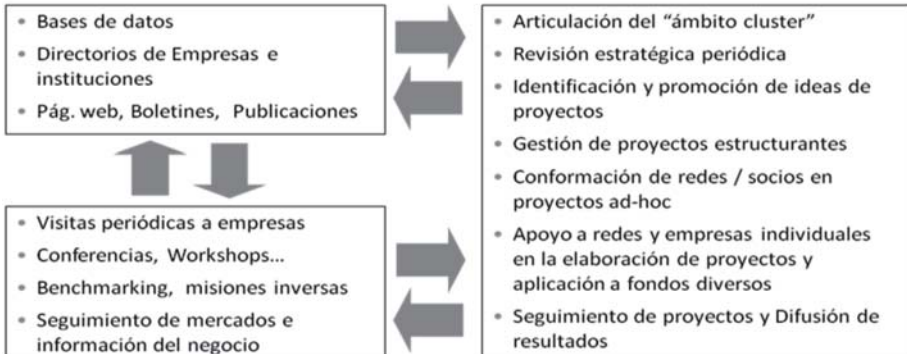 • Bases de datos
• Directorios de Empresas e
instituciones
• Pág. web, Boletines, Publicaciones
• Visitas periódicas a empresas
• Conferencias, Workshops...
• Benchmarking, misiones inversas
• Seguimiento de mercados e
información del negocio
• Articulación del “ámbito cluster”
• Revisión estratégica periódica
• Identificación y promoción de ideas de
proyectos
• Gestión de proyectos estructurantes
• Conformación de redes / socios en
proyectos ad-hoc
• Apoyo a redes y empresas individuales
en la elaboración de proyectos y
aplicación a fondos diversos
• Seguimiento de proyectos y Difusión de
resultados